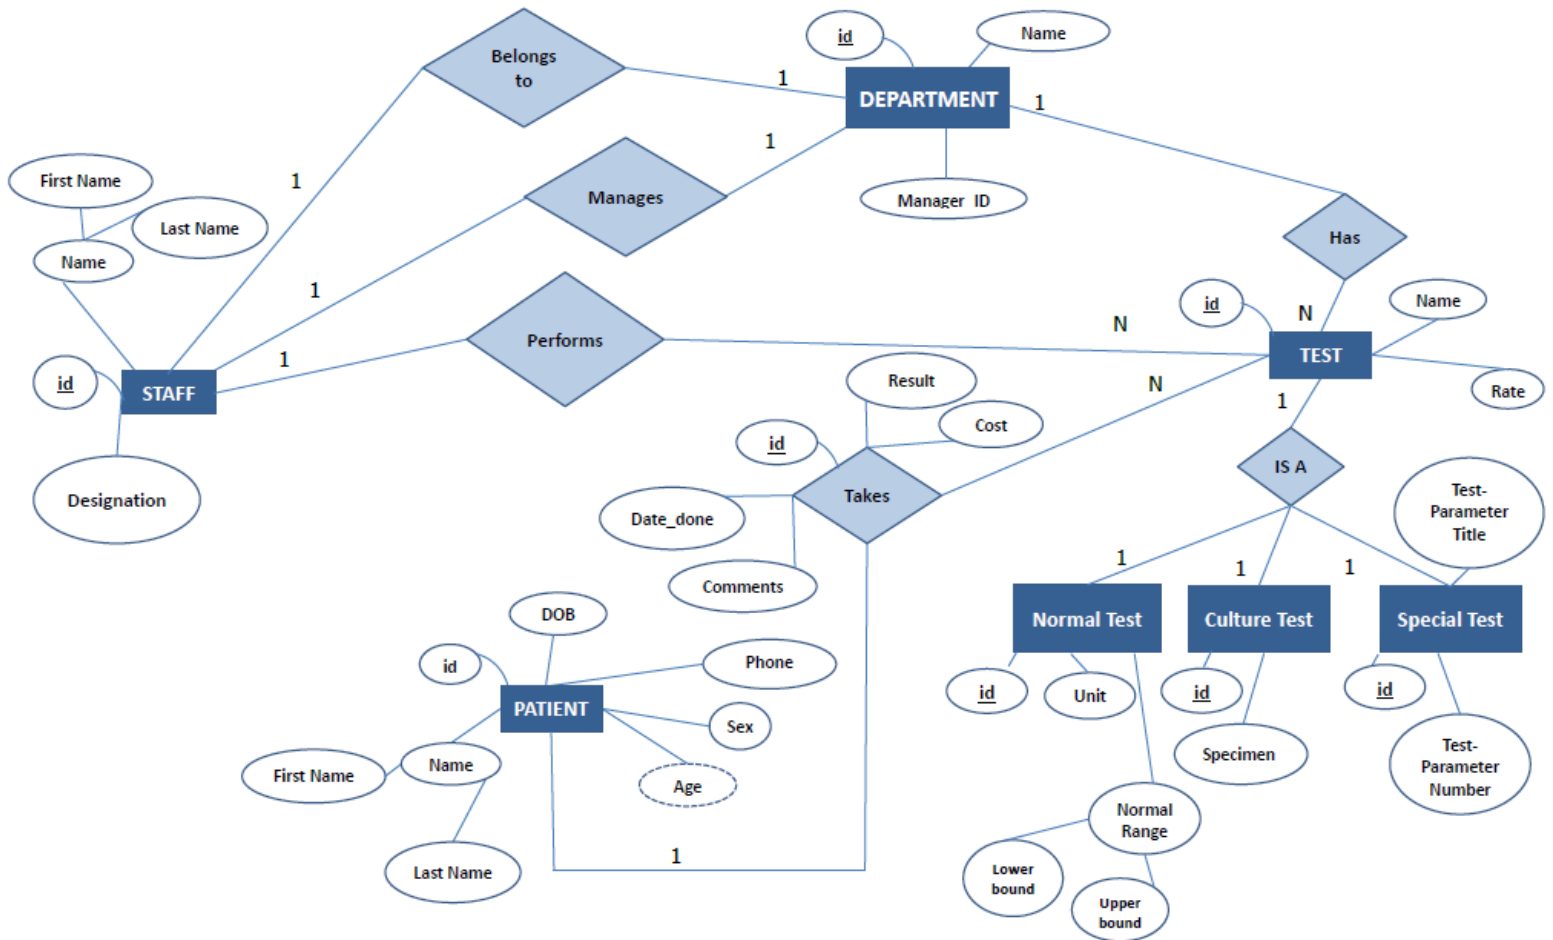 Belongs
to
id
Name
DEPARTMENT
1
1
1
Manager_ID
Manages
1
First Name
Last Name
Name
Has
1
id
Name
N
N
Performs
1
TEST
id
STAFF
Result
N
Rate
1
Cost
id
IS A
Designation
Takes
Test-
Parameter
Title
Date_done
Comments
1
1
1
DOB
Normal Test
Culture Test
Special Test
id
Phone
id
Unit
id
id
PATIENT
Sex
First Name
Name
Age
Specimen
Test-
Parameter
Number
Normal
Range
1
Last Name
Lower
bound
Upper
bound